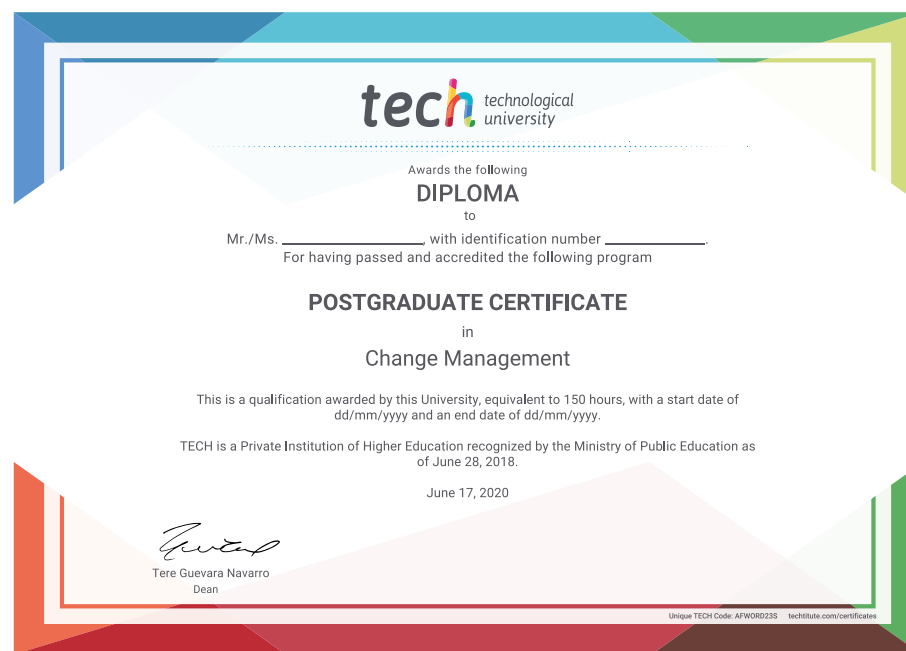 tech technological
university
Awards the following
DIPLOMA
to
Mr./Ms. ____________________, with identification number ______________.
For having passed and accredited the following program
POSTGRADUATE CERTIFICATE
in
Change Management
This is a qualification awarded by this University, equivalent to 150 hours, with a start date of
dd/mm/yyyy and an end date of dd/mm/yyyy.
TECH is a Private Institution of Higher Education recognized by the Ministry of Public Education as
of June 28, 2018.
June 17, 2020
Tere Guevara Navarro
Dean
Unique TECH Code: AFWORD23S techtitute.com/certificates